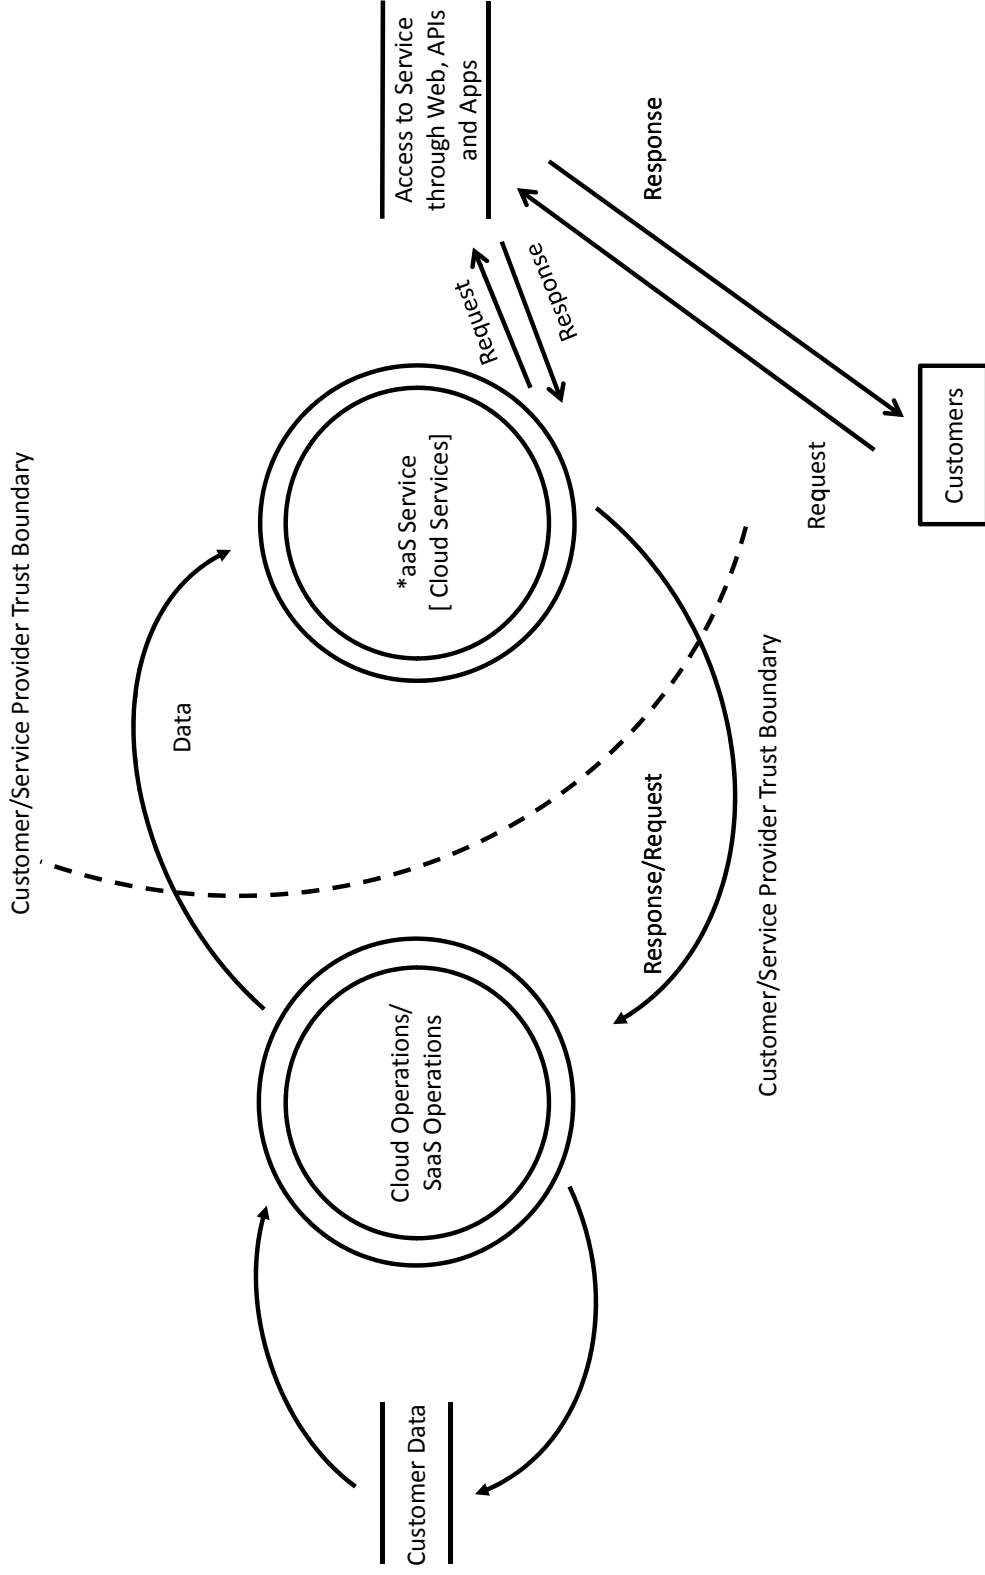 Customer/Service Provider Trust Boundary
Data
Customer Data
Cloud Operations/
SaaS Operations
*aaS Service
[ Cloud Services]
Access to Service
through Web, APIs
and Apps
Request
Response
Response/Request
Response
Customer/Service Provider Trust Boundary
Request
Customers